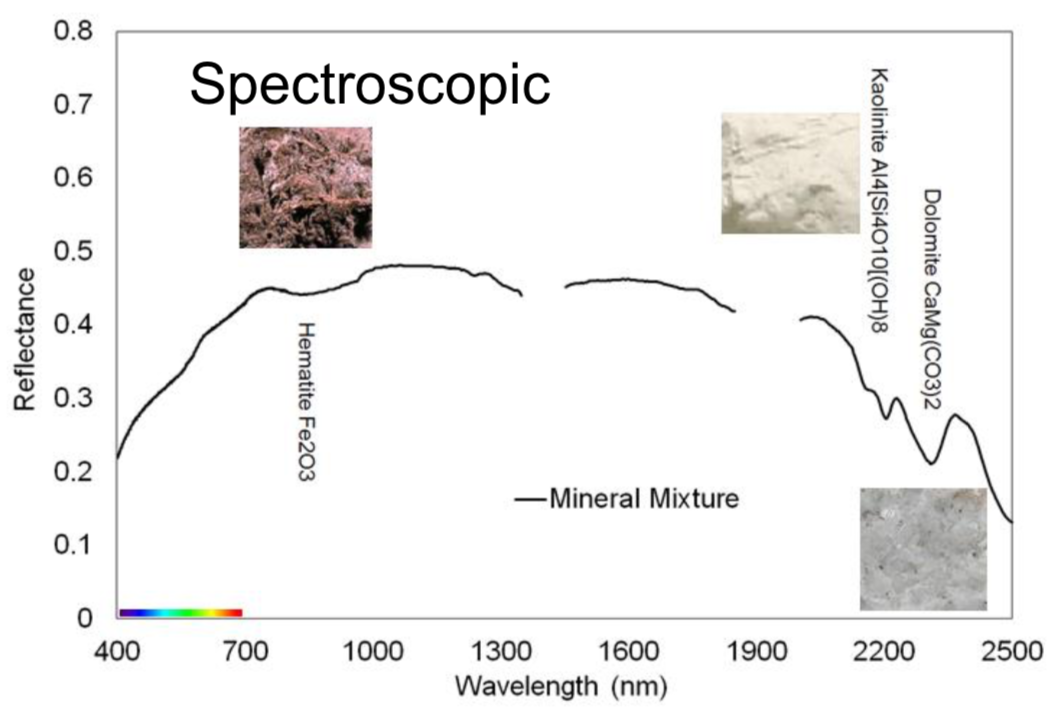 Spectroscopic
0.8
0.7
0.6
0.5
0.4
0.3
0.2
0.1
0
Reflectance
Hematite Fe2O3
Kaolinite Al4[Si4O10[(OH)8
Dolomite CaMg(CO3)2
Mineral Mixture
400 700 1000 1300 1600 1900 2200 2500
Wavelength (nm)